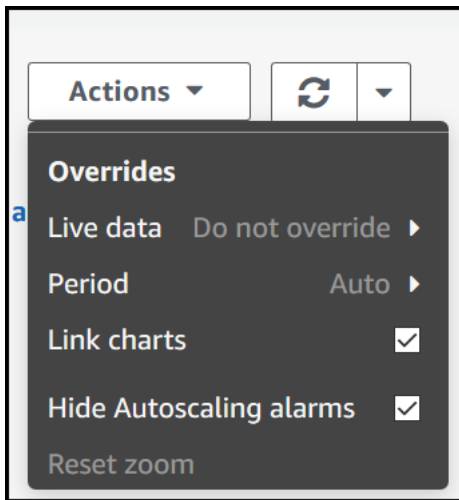 Actions
Overrides
a
Live data Do not override
Period Auto
Link charts
Hide Autoscaling alarms
Reset zoom